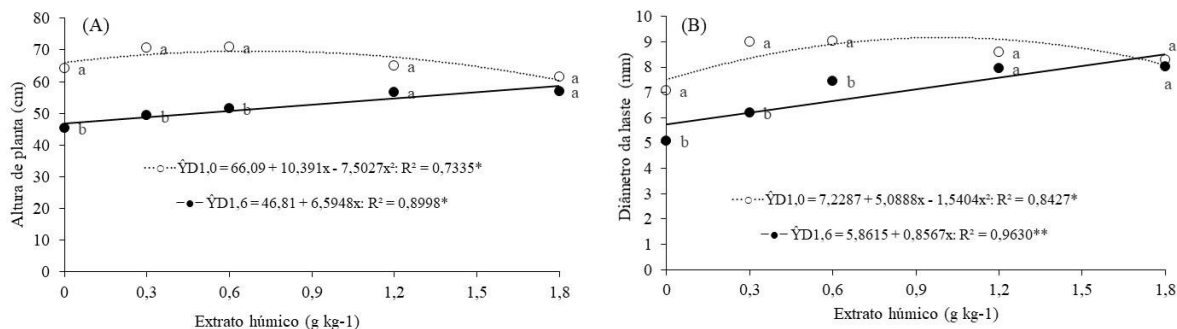 (A)
80
70
60
50
40
30
20
10
0
Altura de planta (cm)
a
a
a
a
a
b
b
b
a
a
ŶD1,0 = 66,09 + 10,391x - 7,5027x²: R² = 0,7335*
ŶD1,6 = 46,81 + 6,5948x: R² = 0,8998*
0 0,3 0,6 0,9 1,2 1,5 1,8
Extrato húmico (g kg-1)
(B)
10
9
8
7
6
5
4
3
2
1
0
Diâmetro da haste (mm)
a
a
a
a
a
b
b
b
a
a
ŶD1,0 = 7,2287 + 5,0888x - 1,5404x²: R² = 0,8427*
ŶD1,6 = 5,8615 + 0,8567x: R² = 0,9630**
0 0,3 0,6 0,9 1,2 1,5 1,8
Extrato húmico (g kg-1)